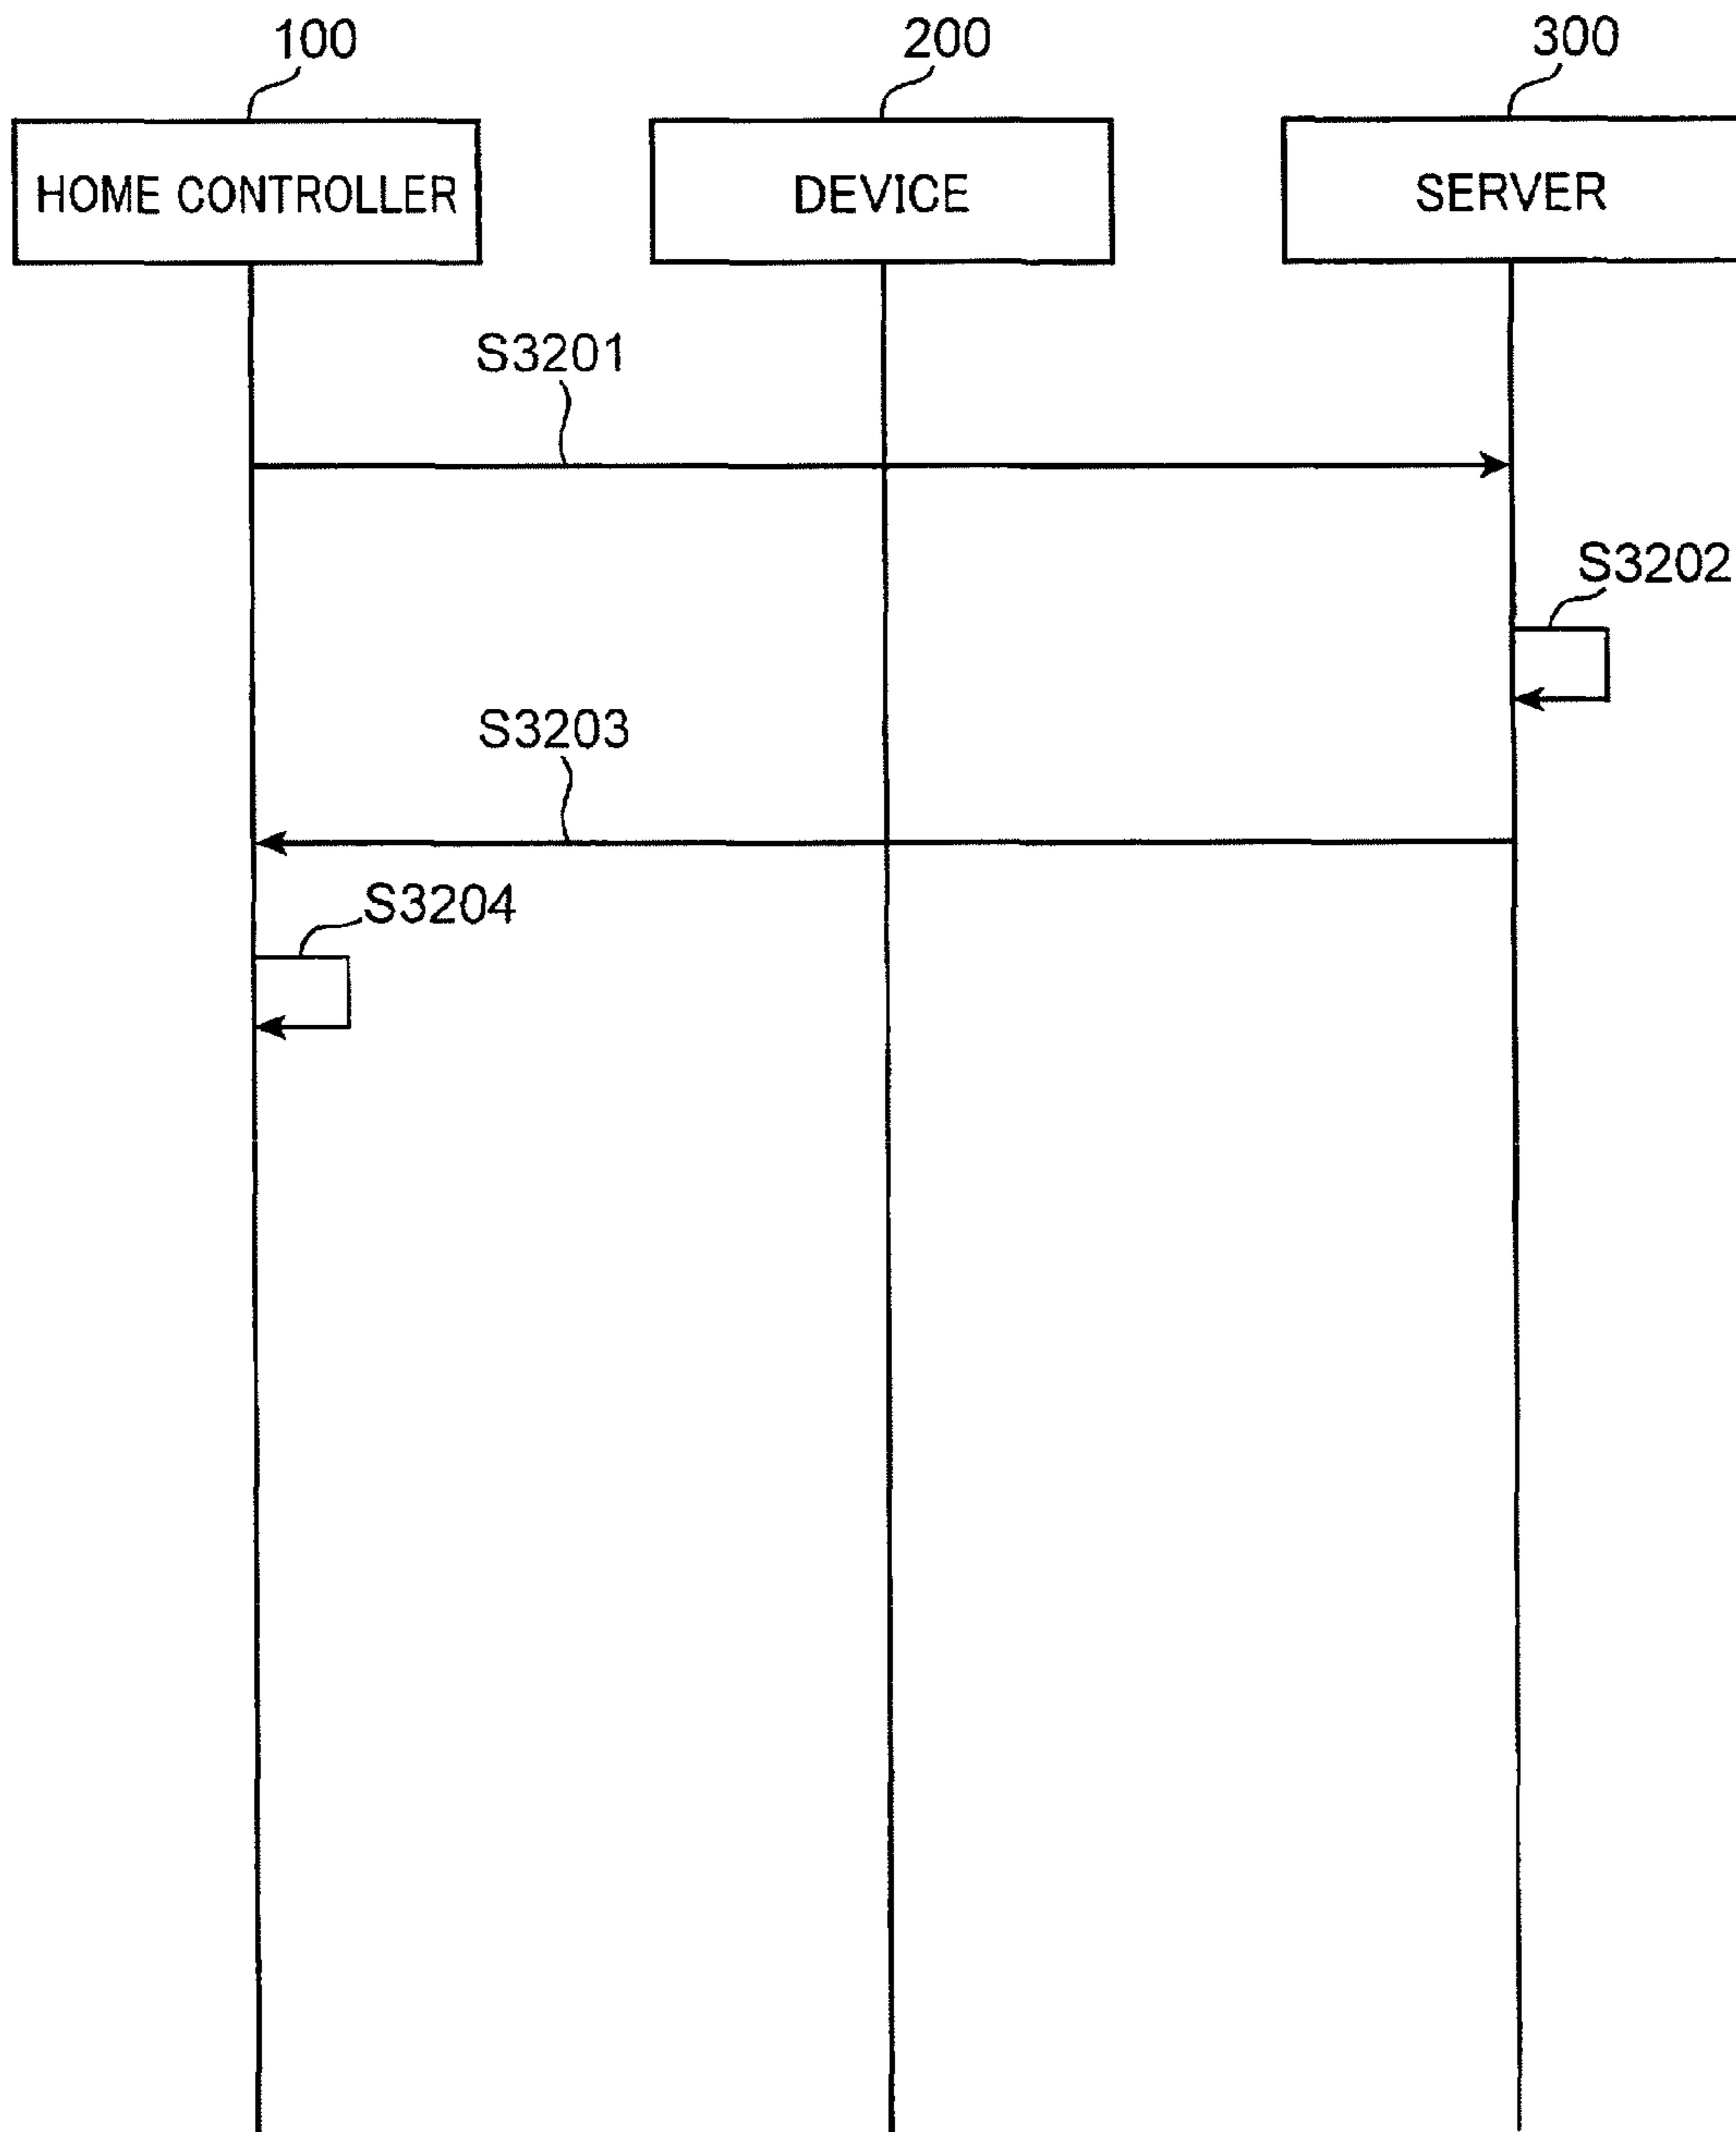 100
200
300
HOME CONTROLLER
DEVICE
SERVER
S3201
S3202
S3203
S3204